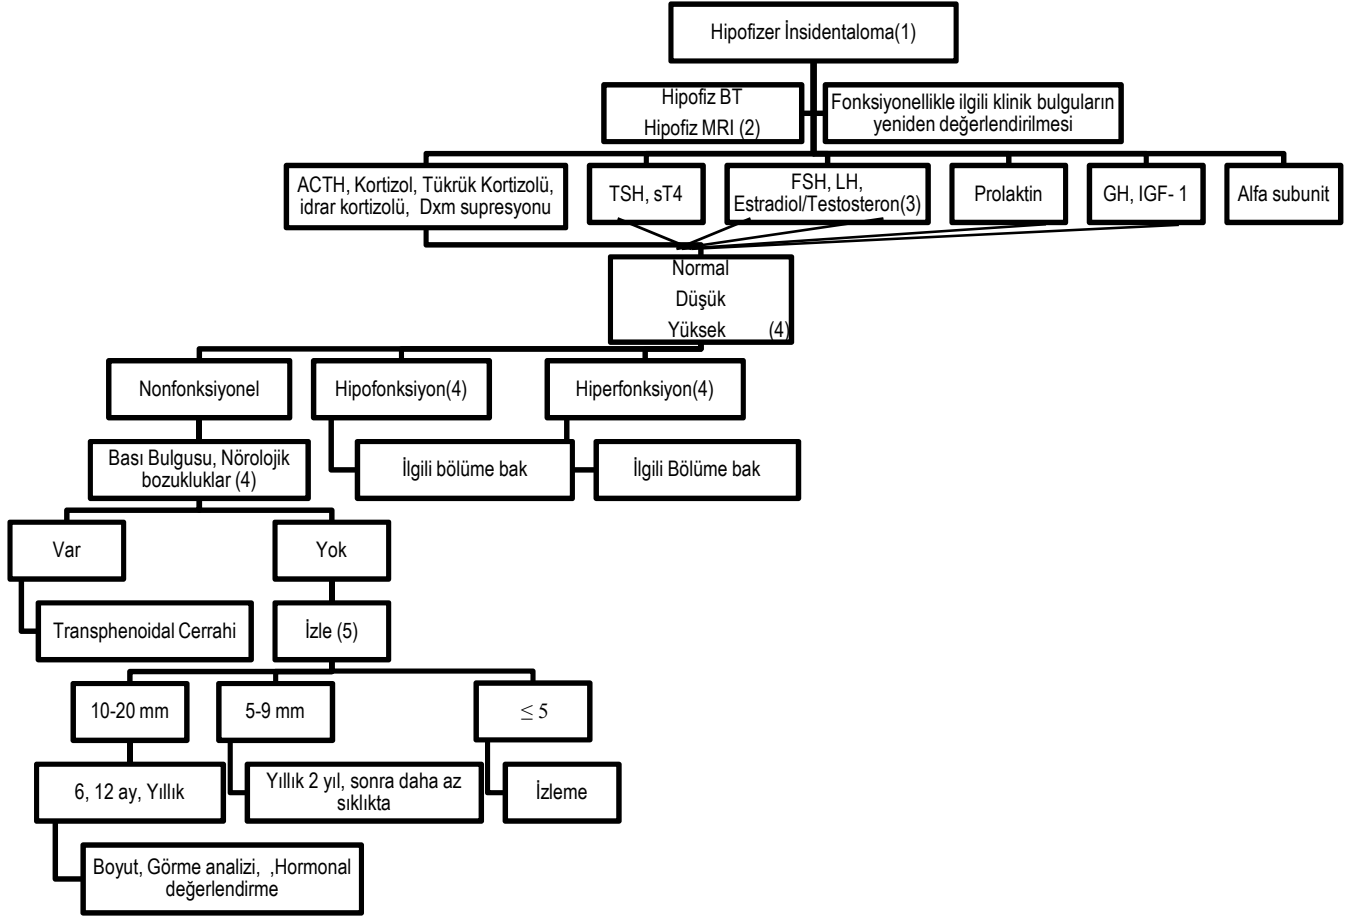 Hipofizer İnsidentaloma(1)
Hipofiz BT
Hipofiz MRI (2)
Fonksiyonellikle ilgili klinik bulguların
yeniden değerlendirilmesi
ACTH, Kortizol, Tükrük Kortizolü,
idrar kortizolü, Dxm supresyonu
TSH, sT4
FSH, LH,
Estradiol/Testosteron(3)
Prolaktin
GH, IGF- 1
Alfa subunit
Normal
Düşük
Yüksek (4)
Nonfonksiyonel
Hipofonksiyon(4)
Hiperfonksiyon(4)
Bası Bulgusu, Nörolojik
bozukluklar (4)
İlgili bölüme bak
İlgili Bölüme bak
Var
Yok
Transphenoidal Cerrahi
İzle (5)
10-20 mm
5-9 mm
≤ 5
6, 12 ay, Yıllık
Yıllık 2 yıl, sonra daha az
sıklıkta
İzleme
Boyut, Görme analizi, ,Hormonal
değerlendirme